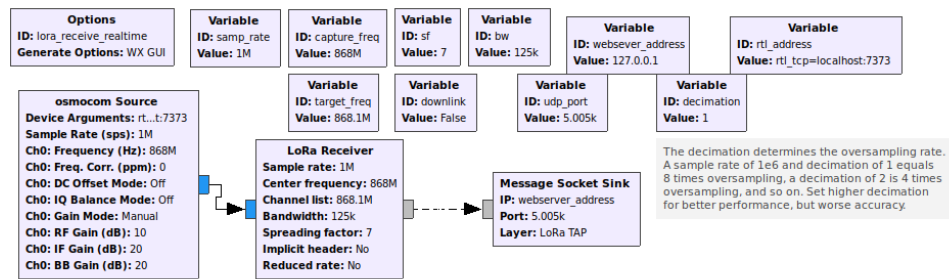 Options
ID: lora_receive_realtime
Generate Options: WX GUI
Variable
ID: samp_rate
Value: 1M
Variable
ID: capture_freq
Value: 868M
Variable
ID: sf
Value: 7
Variable
ID: bw
Value: 125k
Variable
ID: websever_address
Value: 127.0.0.1
Variable
ID: rtl_address
Value: rtl_tcp=localhost:7373
Variable
ID: target_freq
Value: 868.1M
Variable
ID: downlink
Value: False
Variable
ID: udp_port
Value: 5.005k
Variable
ID: decimation
Value: 1
osmocom Source
Device Arguments: rt...t:7373
Sample Rate (sps): 1M
Ch0: Frequency (Hz): 868M
Ch0: Freq. Corr. (ppm): 0
Ch0: DC Offset Mode: Off
Ch0: IQ Balance Mode: Off
Ch0: Gain Mode: Manual
Ch0: RF Gain (dB): 10
Ch0: IF Gain (dB): 20
Ch0: BB Gain (dB): 20
LoRa Receiver
Sample rate: 1M
Center frequency: 868M
Channel list: 868.1M
Bandwidth: 125k
Spreading factor: 7
Implicit header: No
Reduced rate: No
Message Socket Sink
IP: webserver_address
Port: 5.005k
Layer: LoRa TAP
The decimation determines the oversampling rate.
A sample rate of 1e6 and decimation of 1 equals
8 times oversampling, a decimation of 2 is 4 times
oversampling, and so on. Set higher decimation
for better performance, but worse accuracy.